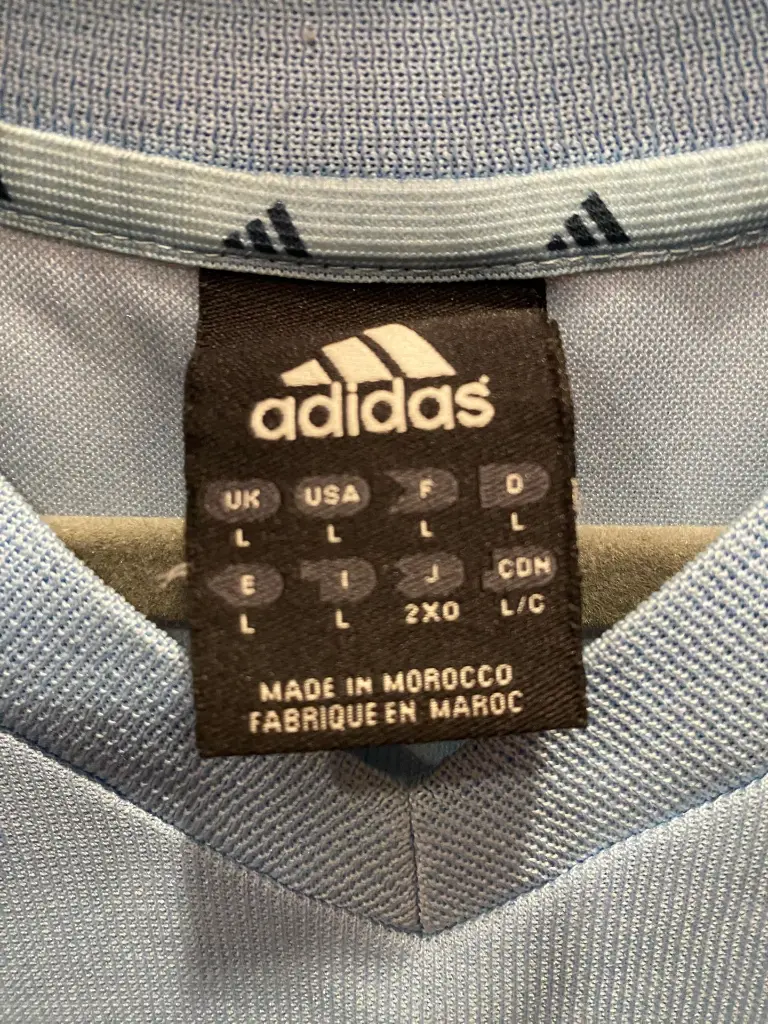 adidas
UK USA F D
L L L L
E I J CDN
L L 2XO L/C
MADE IN MOROCCO
FABRIQUE EN MAROC